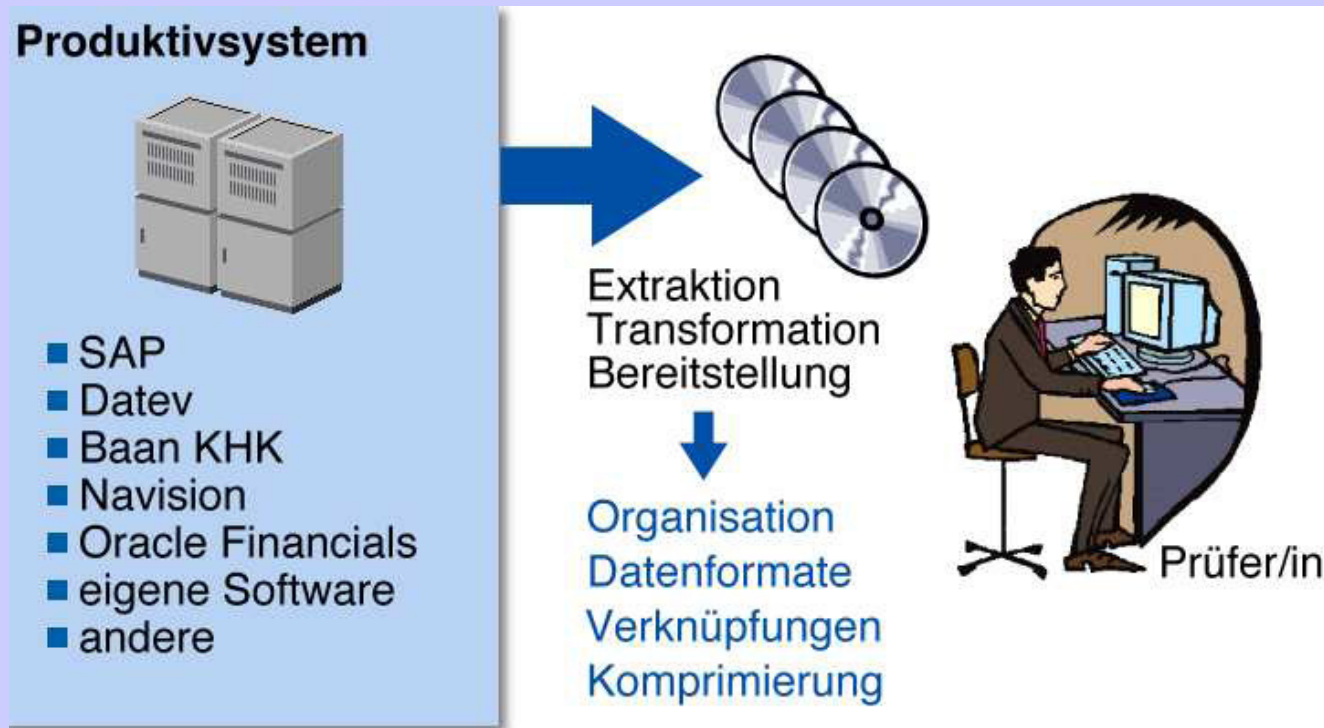 Produktivsystem
SAP
Datev
Baan KHK
Navision
Oracle Financials
eigene Software
andere
Extraktion
Transformation
Bereitstellung
Organisation
Datenformate
Verknüpfungen
Komprimierung
Prüfer/in